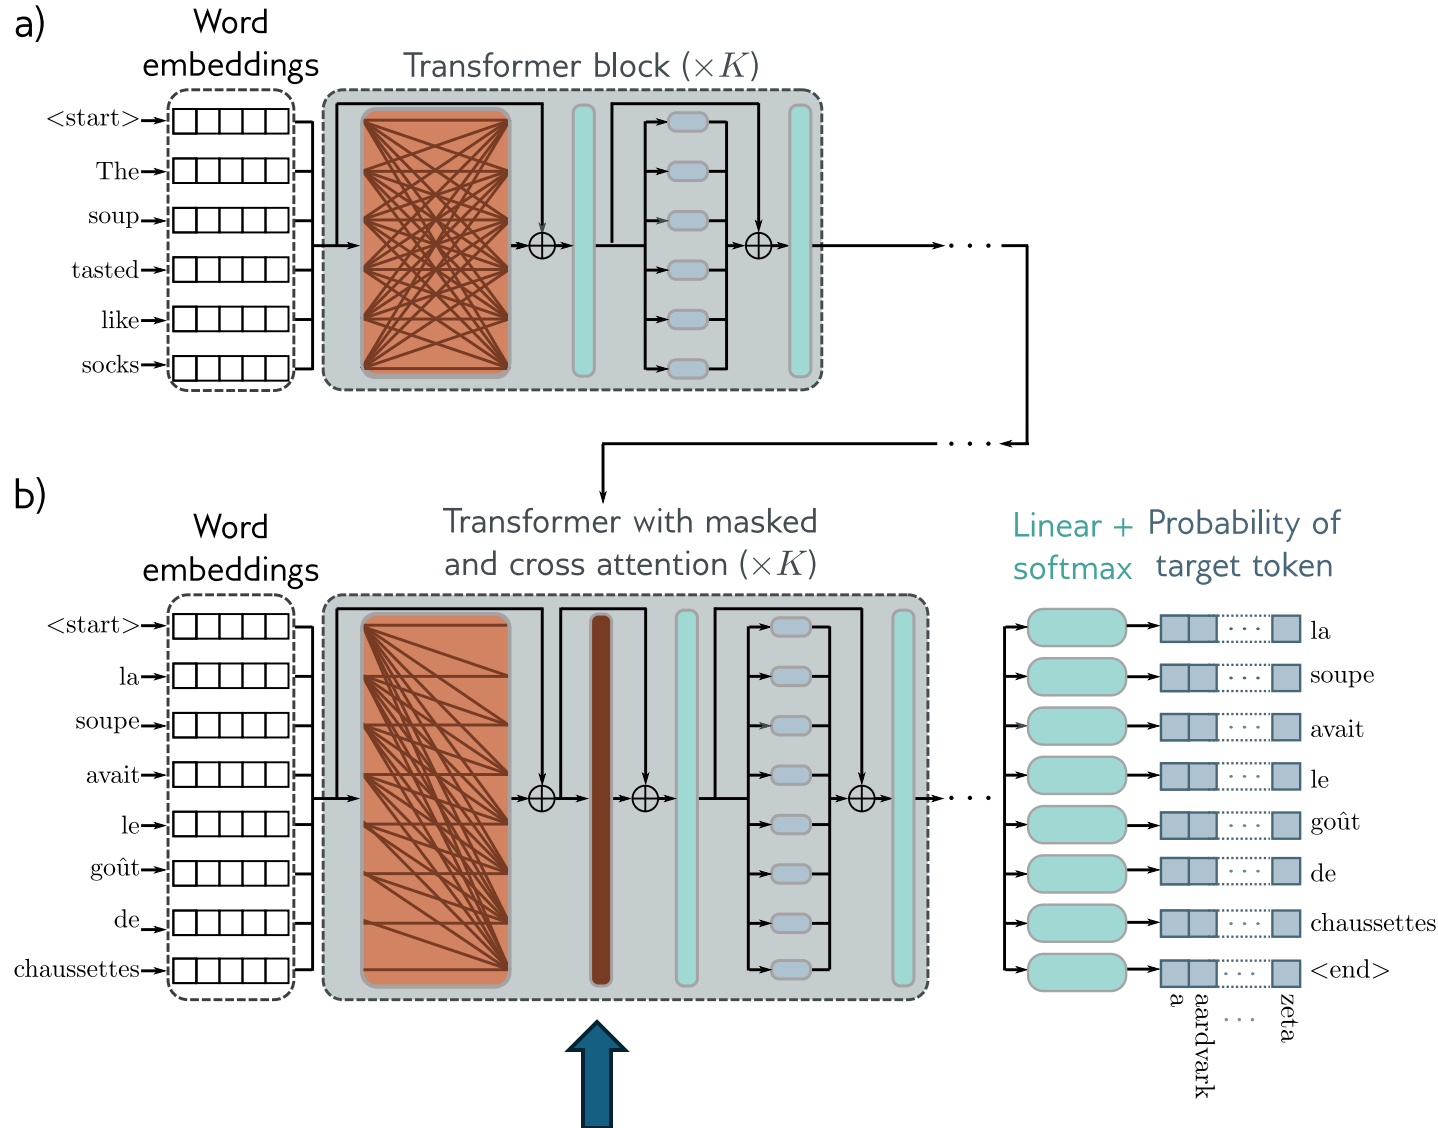 a)
Word
embeddings
Transformer block (×K)
<start>
The
soup
tasted
like
socks
b)
Word
embeddings
Transformer with masked
and cross attention (×K)
Linear +
softmax
Probability of
target token
<start>
la
soupe
avait
le
goût
de
chaussettes
la
soupe
avait
le
goût
de
chaussettes
<end>
a
aardvark
...
zeta